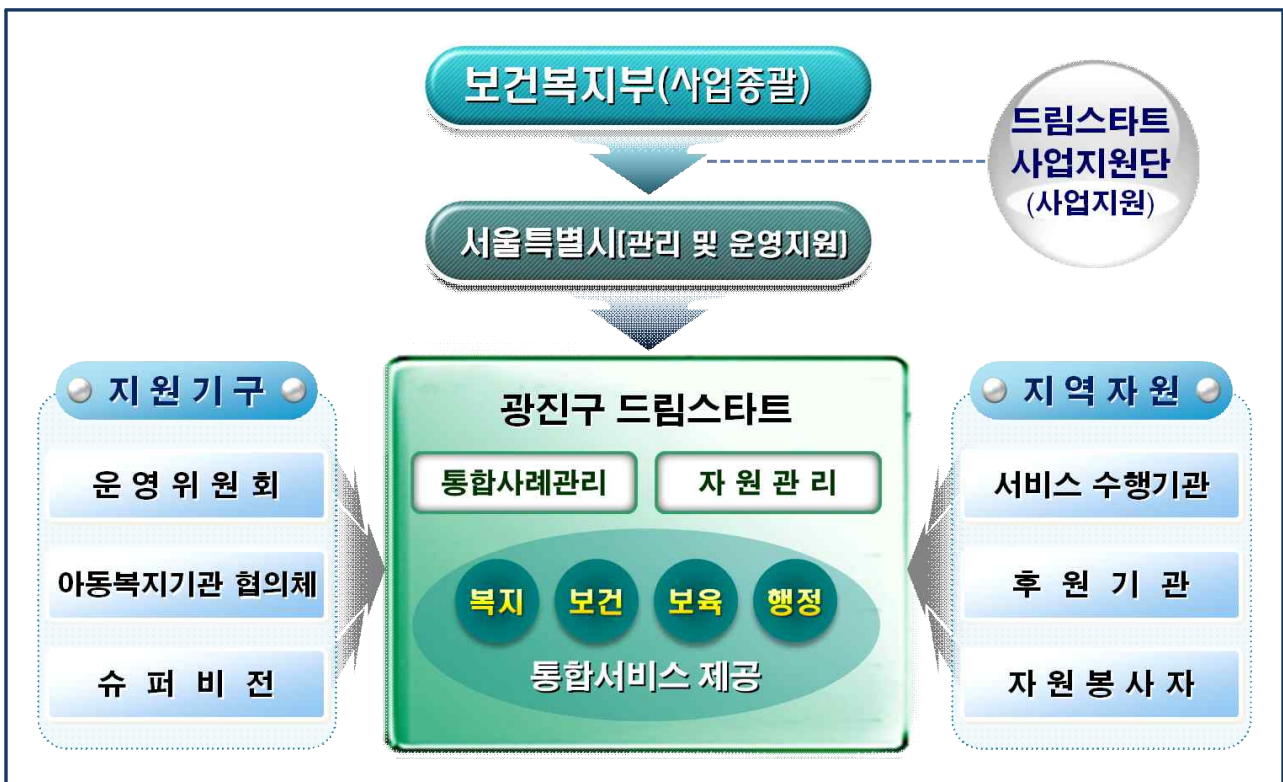 보건복지부(사업총괄)
드림스타트
사업지원단
(사업지원)
서울특별시[관리 및 운영지원]
지 원 기 구
운 영 위 원 회
아동복지기관 협의체
슈 퍼 비 전
광진구 드림스타트
통합사례관리
자 원 관 리
복지 보건 보육 행정
통합서비스 제공
지 역 자 원
서비스 수행기관
후 원 기 관
자 원 봉 사 자